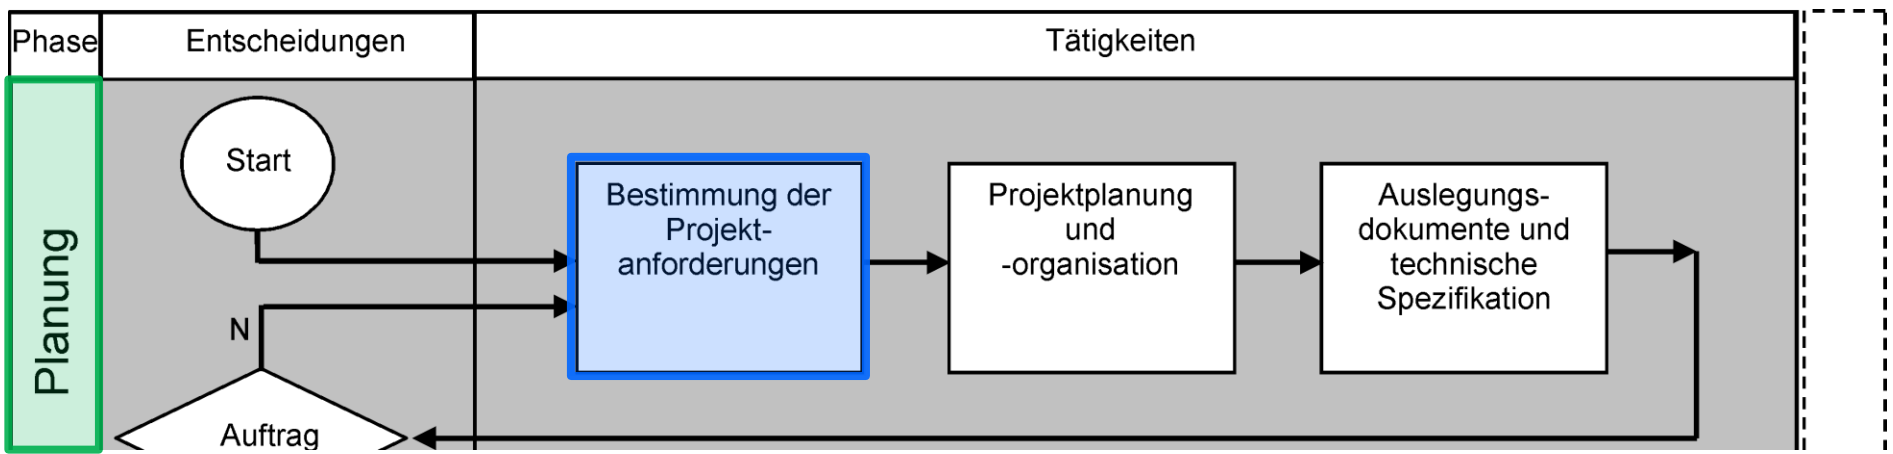 Phase
Entscheidungen
Tätigkeiten
Planung
Start
Bestimmung der
Projekt-
anforderungen
Projektplanung
und
-organisation
Auslegungs-
dokumente und
technische
Spezifikation
N
Auftrag